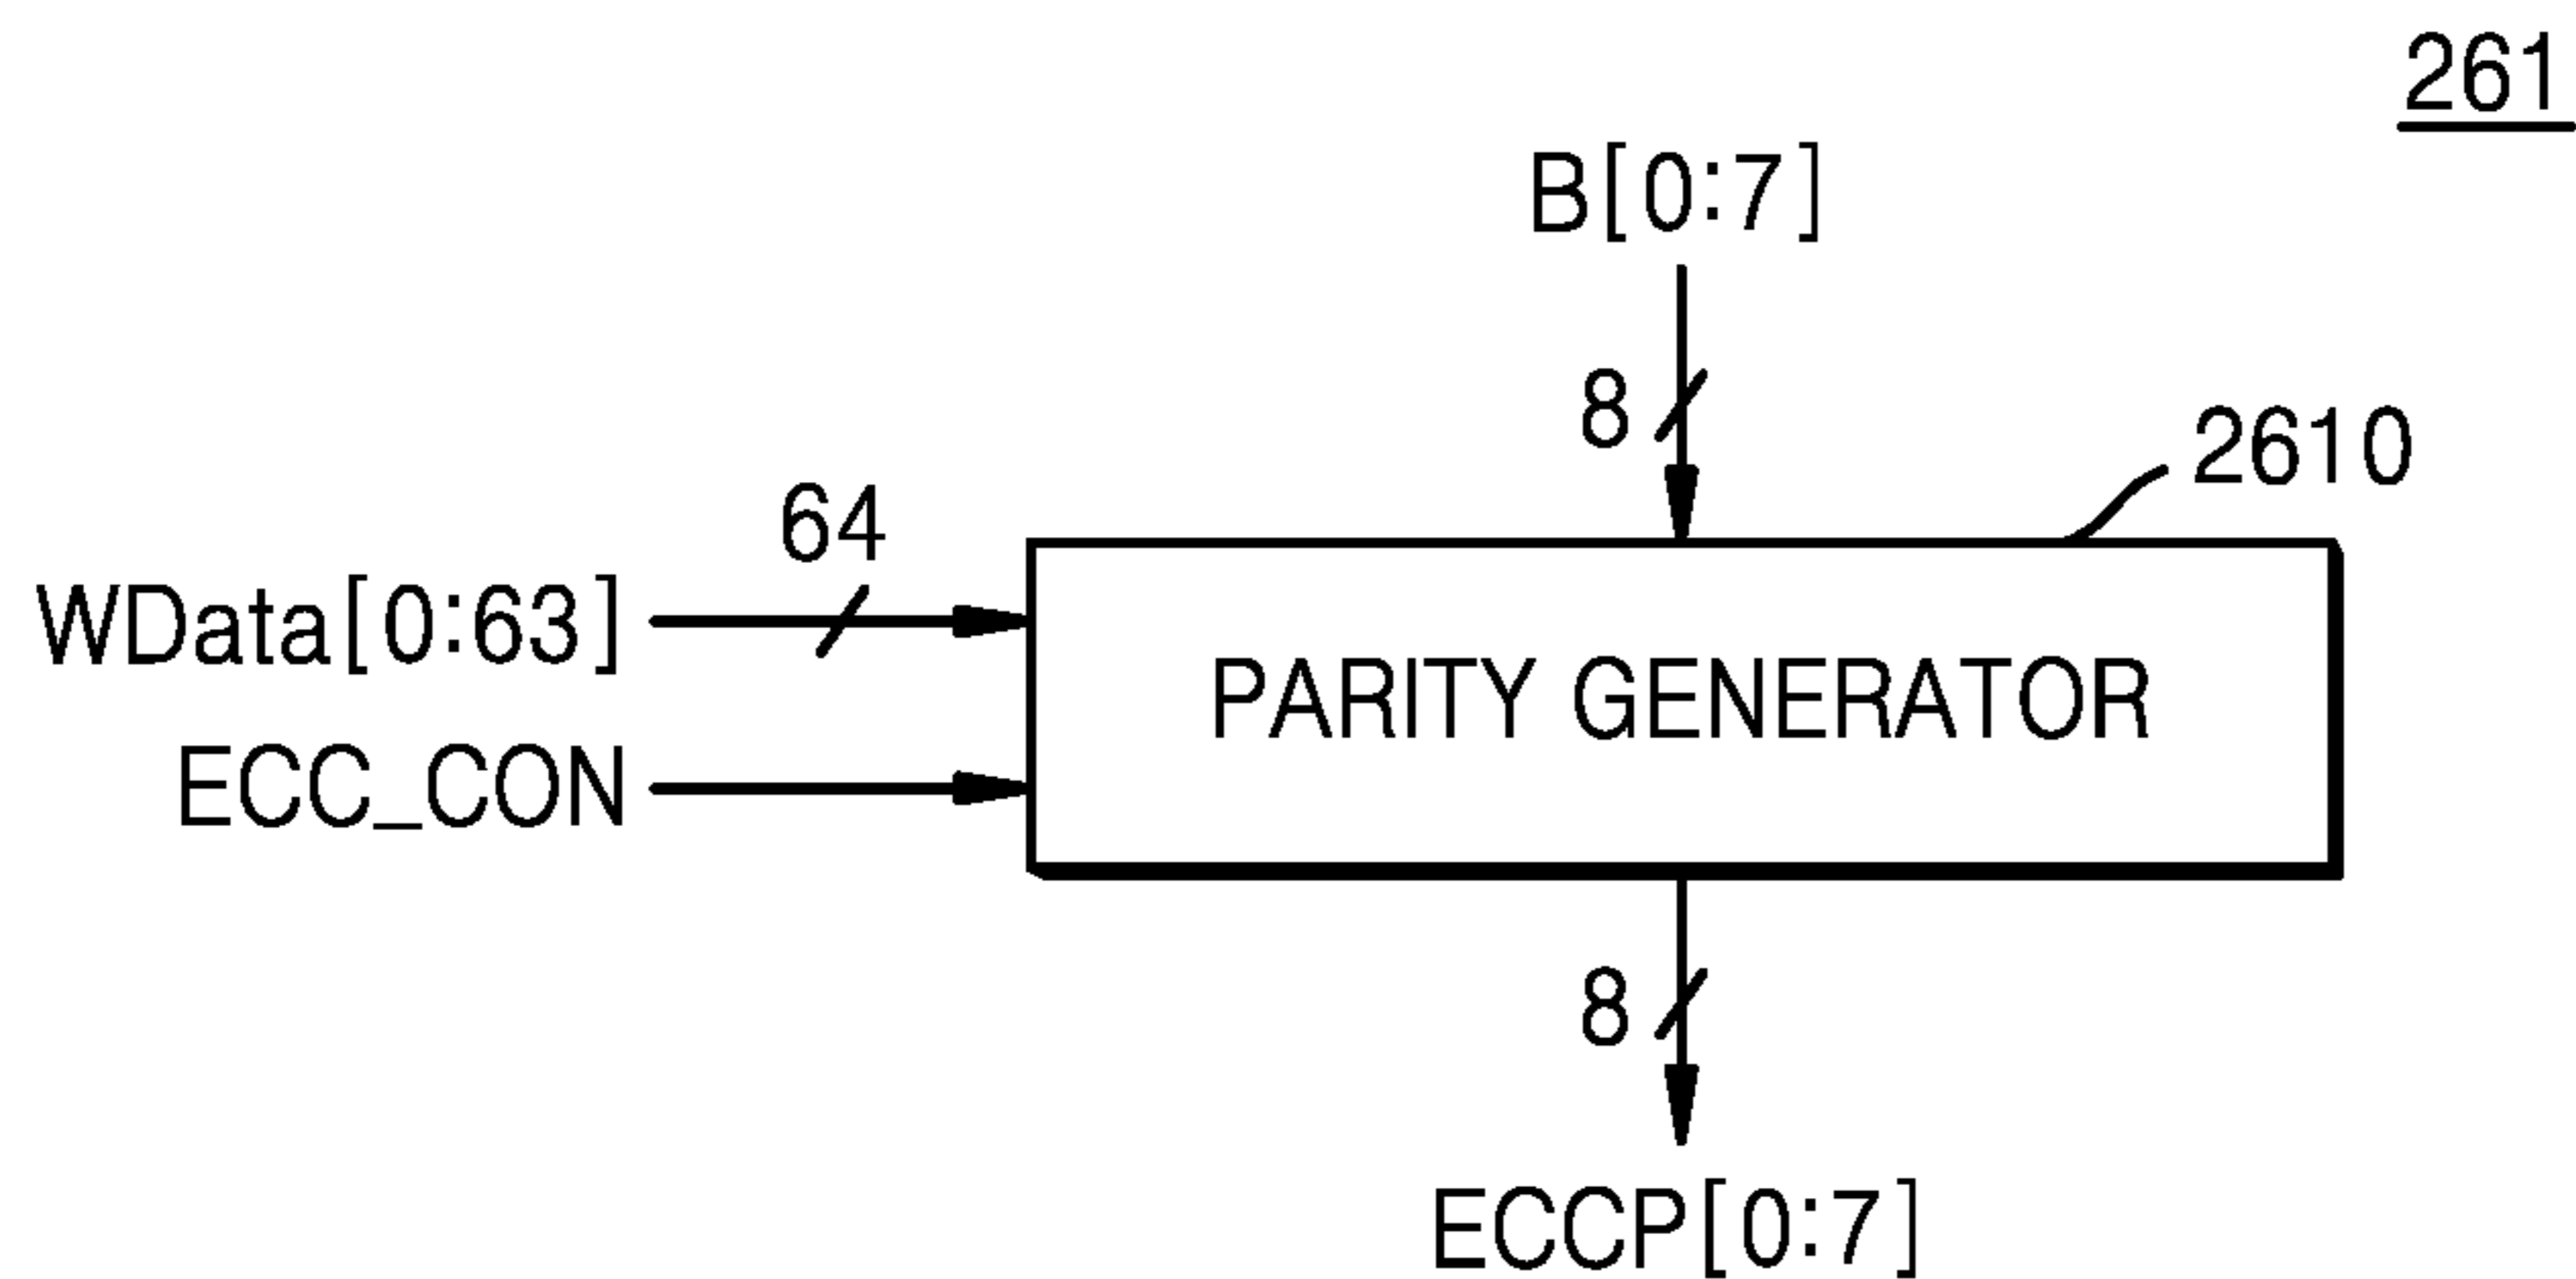 261
B[0:7]
8
2610
64
WData[0:63]
PARITY GENERATOR
ECC_CON
8
ECCP[0:7]